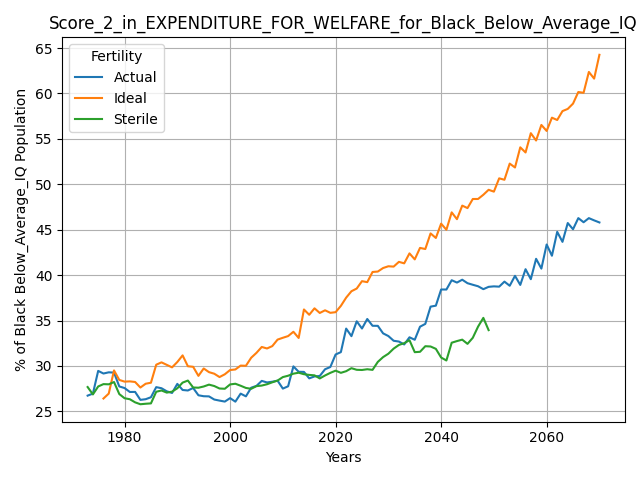 Score_2_in_EXPENDITURE_FOR_WELFARE_for_Black_Below_Average_IQ
Fertility
Actual
Ideal
Sterile
% of Black Below_Average_IQ Population
65
60
55
50
45
40
35
30
25
1980
2000
2020
2040
2060
Years